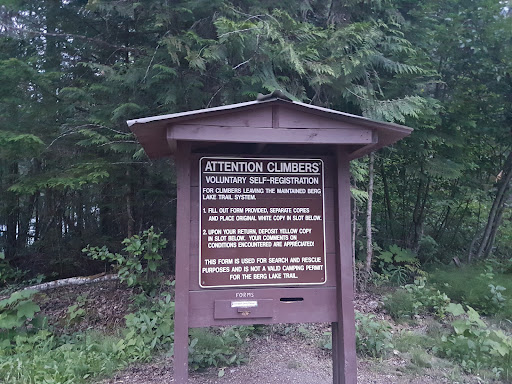 ATTENTION CLIMBERS'
VOLUNTARY SELF-REGISTRATION
FOR CLIMBERS LEAVING THE MAINTAINED BERG
LAKE TRAIL SYSTEM.
1. FILL OUT FORM PROVIDED, SEPARATE COPIES
AND PLACE ORIGINAL WHITE COPY IN SLOT BELOW.
2. UPON YOUR RETURN, DEPOSIT YELLOW COPY
IN SLOT BELOW. YOUR COMMENTS ON
CONDITIONS ENCOUNTERED ARE APPRECIATED!
THIS FORM IS USED FOR SEARCH AND RESCUE
PURPOSES AND IS NOT A VALID CAMPING PERMIT
FOR THE BERG LAKE TRAIL.
FORMS